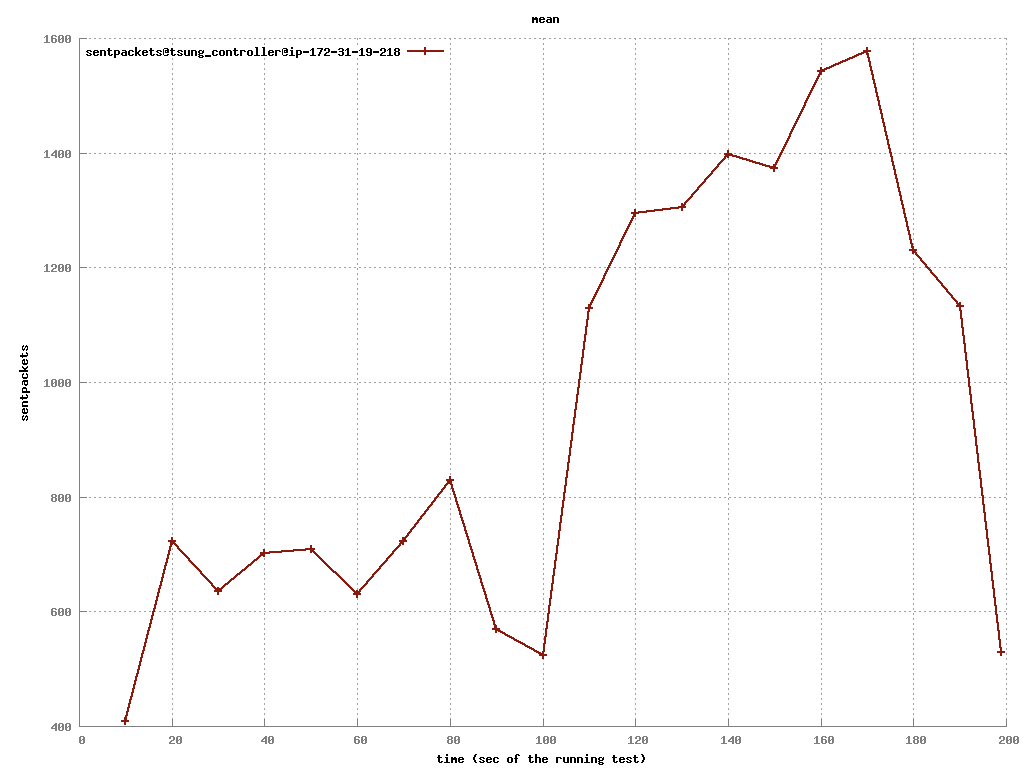 mean
sentpackets@tsung_controller@ip-172-31-19-218
1600
1400
1200
1000
800
600
400
sentpackets
0 20 40 60 80 100 120 140 160 180 200
time (sec of the running test)